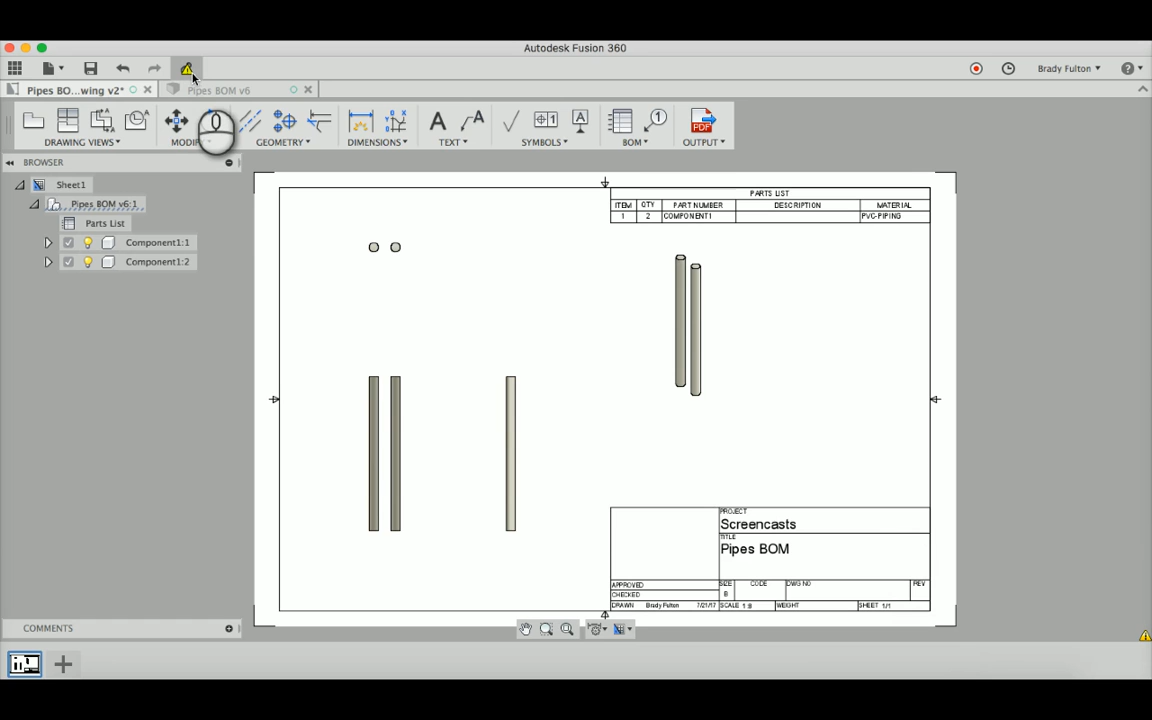 Autodesk Fusion 360
Brady Fulton
Pipes BO...wing v2*
Pipes BOM v6
DRAWING VIEWS
MODIF
GEOMETRY
DIMENSIONS
TEXT
SYMBOLS
BOM
OUTPUT
PDF
BROWSER
Sheet1
Pipes BOM v6:1
Parts List
Component1:1
Component1:2
PARTS LIST
ITEM QTY PART NUMBER DESCRIPTION MATERIAL
1 2 COMPONENT1 PVC-PIPING
PROJECT
Screencasts
TITLE
Pipes BOM
APPROVED
CHECKED
DRAWN Brady Fulton 7/21/17
SIZE
B
CODE
DWG NO
REV
SCALE 1:8
WEIGHT
SHEET 1/1
COMMENTS